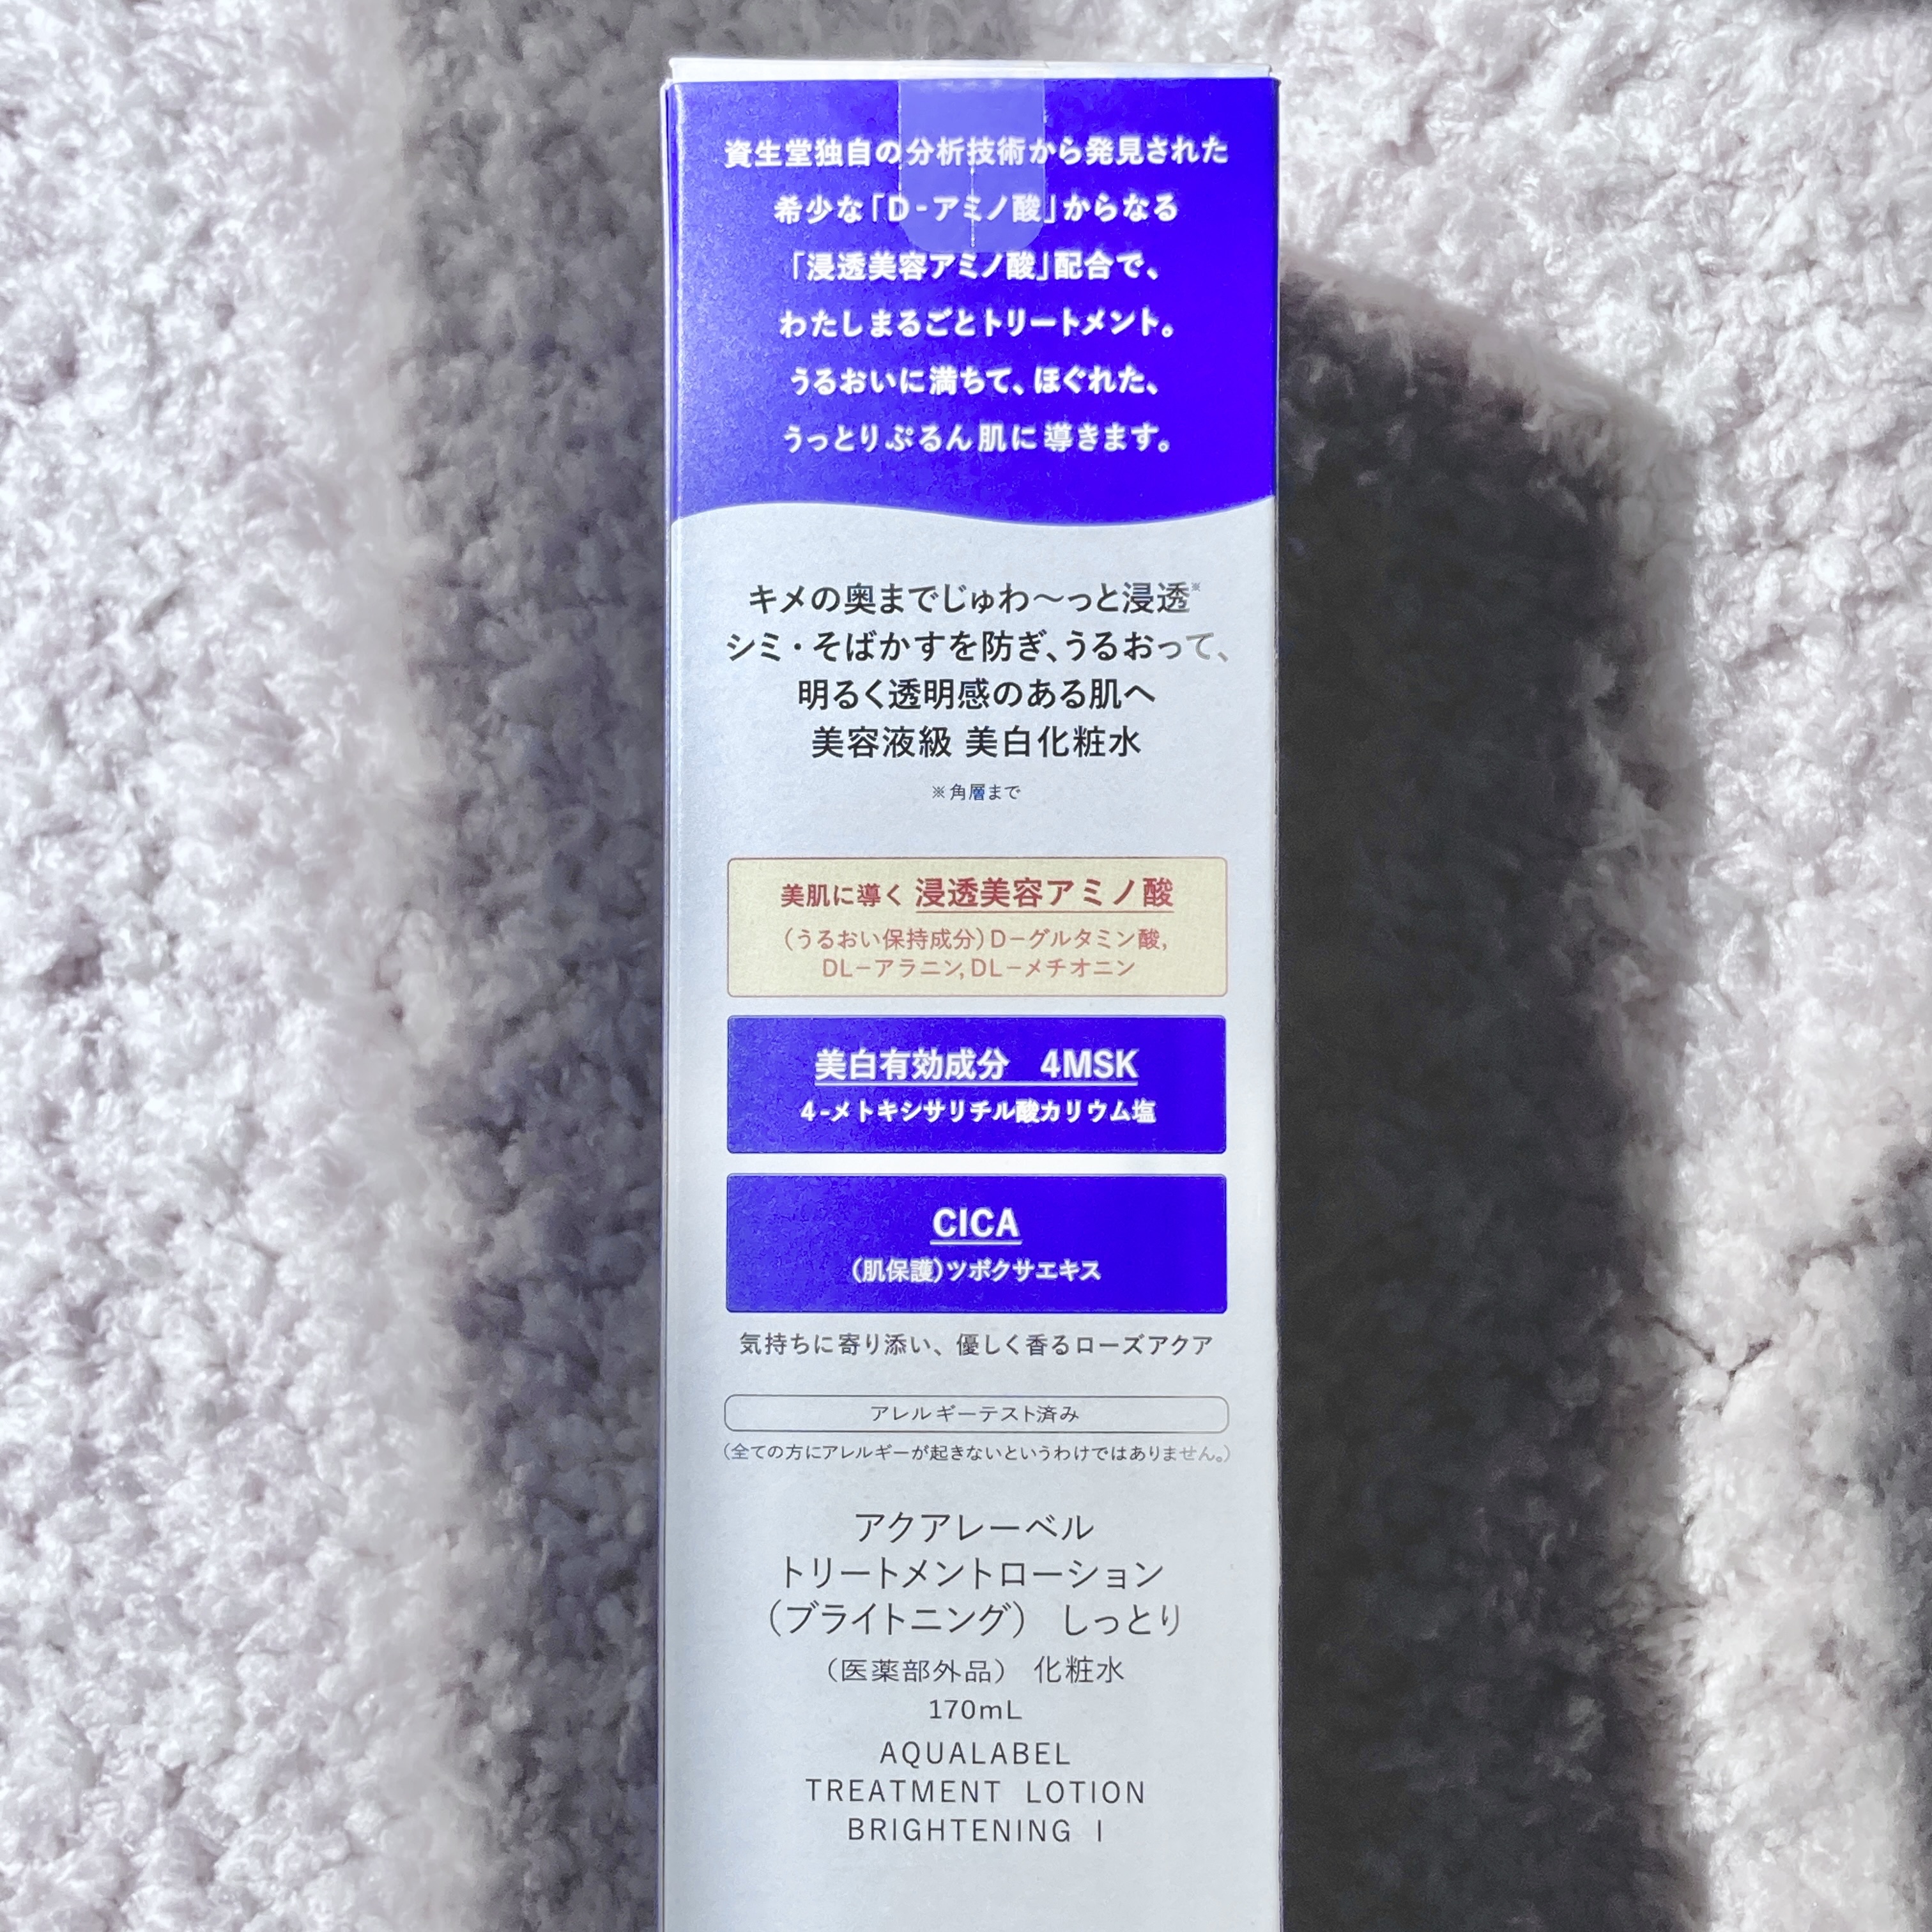 資生堂独自の分析技術から発見された
希少な「D-アミノ酸」からなる
「浸透美容アミノ酸」配合で、
わたしまるごとトリートメント。
うるおいに満ちて、ほぐれた、
うっとりぷるん肌に導きます。
キメの奥までじゅわ〜っと浸透※
シミ・そばかすを防ぎ、うるおって、
明るく透明感のある肌へ
美容液級 美白化粧水
※角層まで
美肌に導く 浸透美容アミノ酸
(うるおい保持成分)D-グルタミン酸,
DL-アラニン,DL-メチオニン
美白有効成分 4MSK
4-メトキシサリチル酸カリウム塩
CICA
(肌保護)ツボクサエキス
気持ちに寄り添い、優しく香るローズアクア
アレルギーテスト済み
(全ての方にアレルギーが起きないというわけではありません。)
アクアレーベル
トリートメントローション
(ブライトニング) しっとり
(医薬部外品) 化粧水
170mL
AQUALABEL
TREATMENT LOTION
BRIGHTENING I